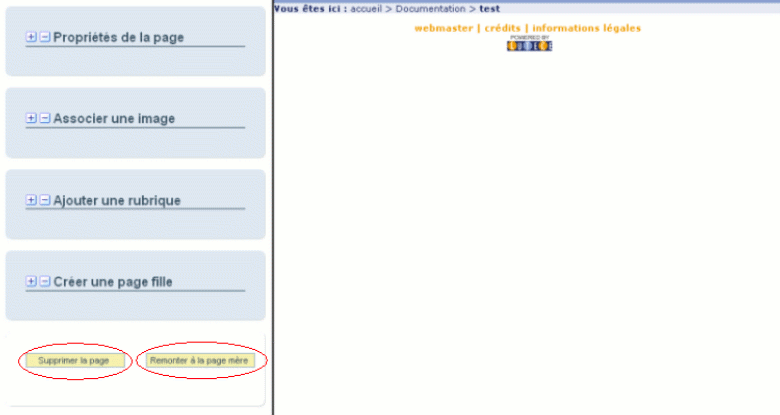 Propriétés de la page
Associer une image
Ajouter une rubrique
Créer une page fille
Supprimer la page
Remonter à la page mère
Vous êtes ici : accueil > Documentation > test
webmaster | crédits | informations légales
POWERED BY